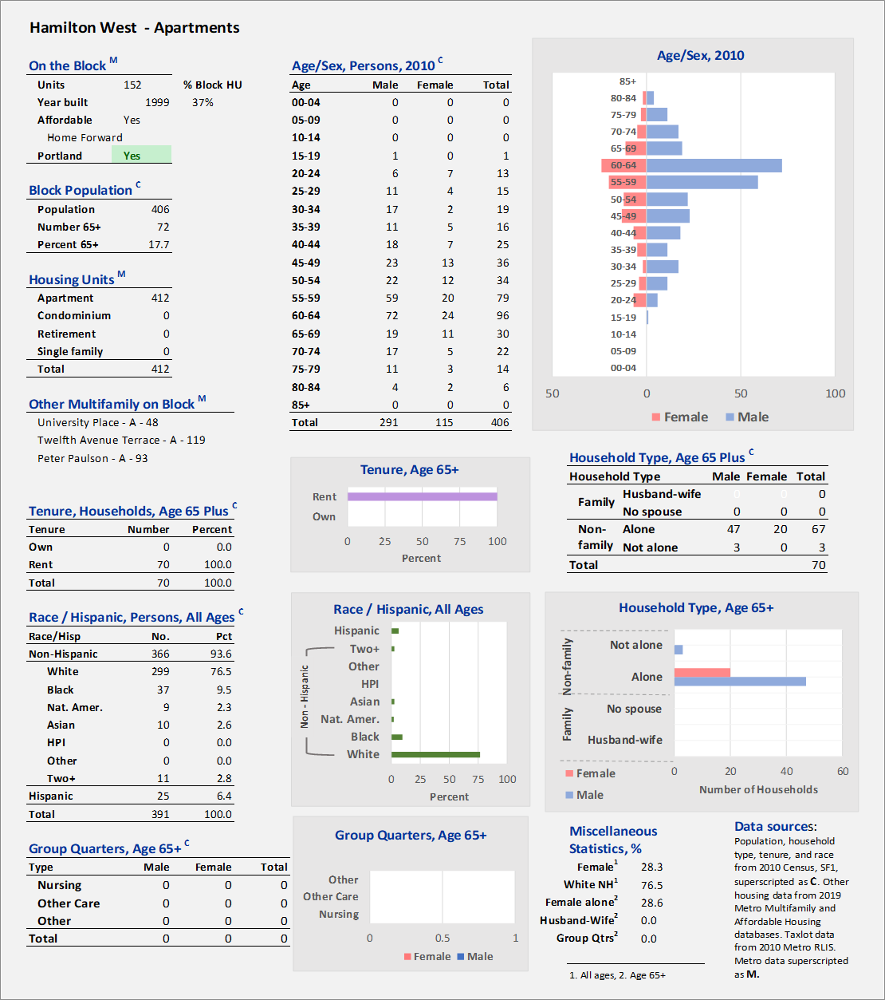 Hamilton West - Apartments
On the Block M
Units 152 % Block HU
Year built 1999 37%
Affordable Yes
Home Forward
Portland Yes
Block Population C
Population 406
Number 65+ 72
Percent 65+ 17.7
Housing Units M
Apartment 412
Condominium 0
Retirement 0
Single family 0
Total 412
Other Multifamily on Block M
University Place - A - 48
Twelfth Avenue Terrace - A - 119
Peter Paulson - A - 93
Tenure, Households, Age 65 Plus C
Tenure Number Percent
Own 0 0.0
Rent 70 100.0
Total 70 100.0
Race / Hispanic, Persons, All Ages C
Race/Hisp No. Pct
Non-Hispanic 366 93.6
White 299 76.5
Black 37 9.5
Nat. Amer. 9 2.3
Asian 10 2.6
HPI 0 0.0
Other 0 0.0
Two+ 11 2.8
Hispanic 25 6.4
Total 391 100.0
Group Quarters, Age 65+ C
Type Male Female Total
Nursing 0 0 0
Other Care 0 0 0
Other 0 0 0
Total 0 0 0
Age/Sex, Persons, 2010 C
Age Male Female Total
00-04 0 0 0
05-09 0 0 0
10-14 0 0 0
15-19 1 0 1
20-24 6 7 13
25-29 11 4 15
30-34 17 2 19
35-39 11 5 16
40-44 18 7 25
45-49 23 13 36
50-54 22 12 34
55-59 59 20 79
60-64 72 24 96
65-69 19 11 30
70-74 17 5 22
75-79 11 3 14
80-84 4 2 6
85+ 0 0 0
Total 291 115 406
Age/Sex, 2010
85+
80-84
75-79
70-74
65-69
60-64
55-59
50-54
45-49
40-44
35-39
30-34
25-29
20-24
15-19
10-14
05-09
00-04
50 0 50 100
Female Male
Tenure, Age 65+
Rent
Own
0 25 50 75 100
Percent
Household Type, Age 65 Plus C
Household Type Male Female Total
Family Husband-wife 0 0 0
No spouse 0 0 0
Non-family Alone 47 20 67
Not alone 3 0 3
Total 70
Race / Hispanic, All Ages
Hispanic
Two+
Other
HPI
Asian
Nat. Amer.
Black
White
Non - Hispanic
0 25 50 75 100
Percent
Household Type, Age 65+
Non-family
Not alone
Alone
Family
No spouse
Husband-wife
0 20 40 60
Number of Households
Female
Male
Group Quarters, Age 65+
Other
Other Care
Nursing
0 0.5 1
Female Male
Miscellaneous
Statistics, %
Female1 28.3
White NH1 76.5
Female alone2 28.6
Husband-Wife2 0.0
Group Qtrs2 0.0
1. All ages, 2. Age 65+
Data sources:
Population, household
type, tenure, and race
from 2010 Census, SF1,
superscripted as C. Other
housing data from 2019
Metro Multifamily and
Affordable Housing
databases. Taxlot data
from 2010 Metro RLIS.
Metro data superscripted
as M.